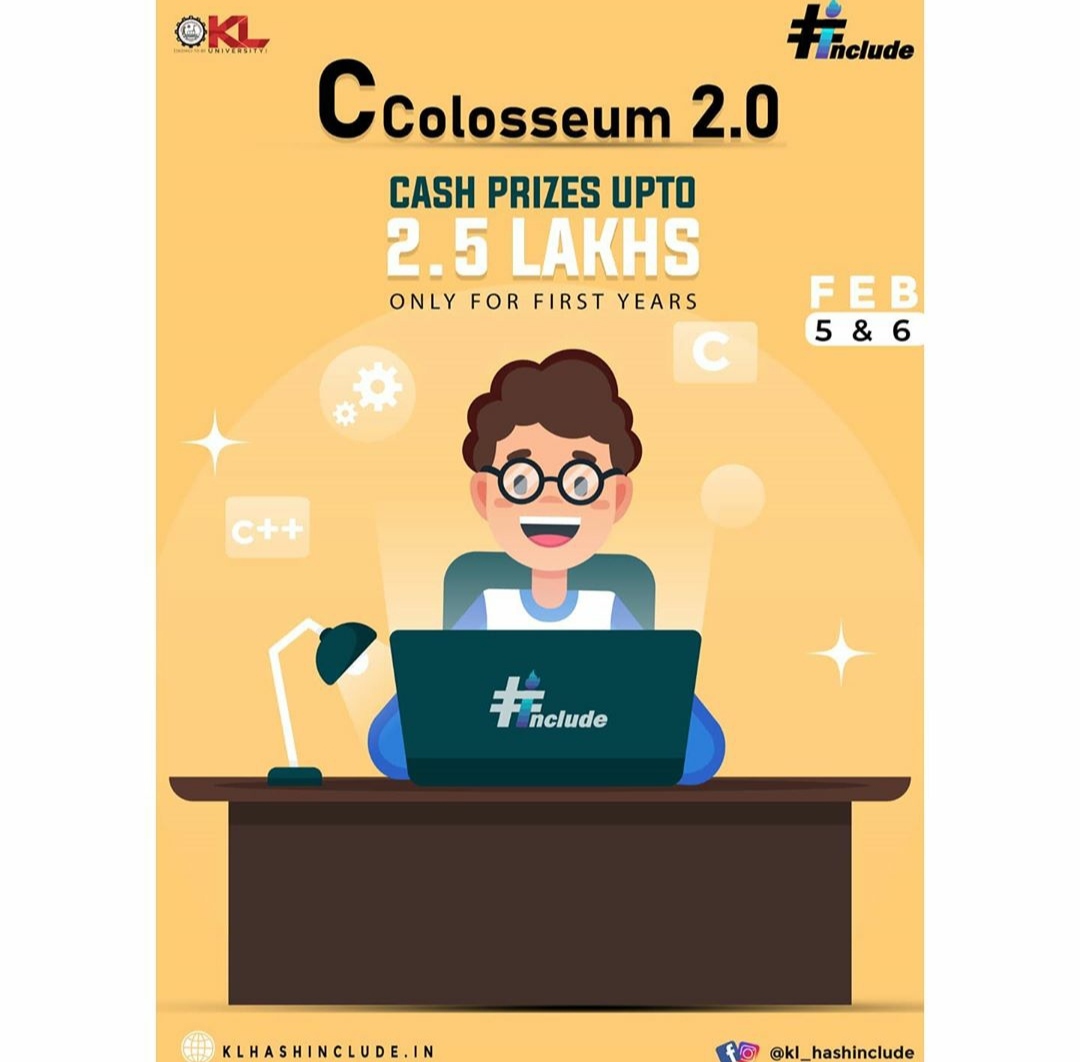 KL
UNIVERSITY
#include
C Colosseum 2.0
CASH PRIZES UPTO
2.5 LAKHS
ONLY FOR FIRST YEARS
FEB
5 & 6
C
C++
#include
KLHASHINCLUDE.IN
@kl_hashinclude